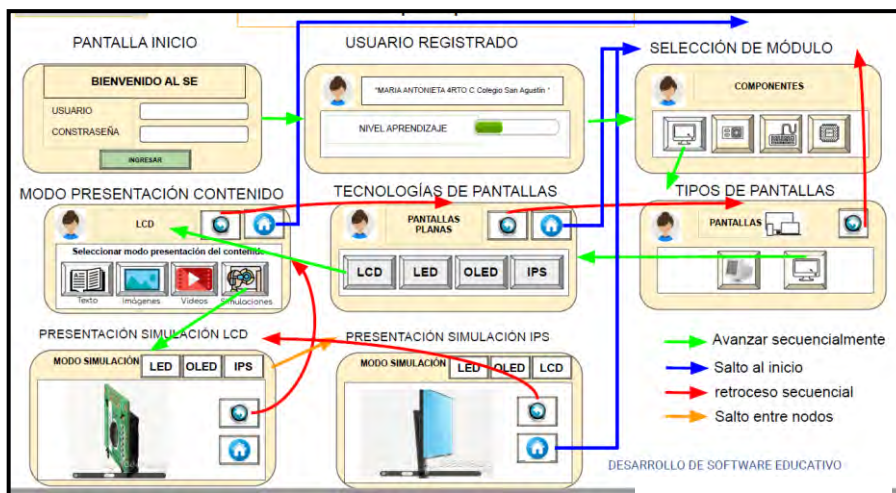 PANTALLA INICIO
USUARIO REGISTRADO
SELECCIÓN DE MÓDULO
BIENVENIDO AL SE
USUARIO
CONSTRASEÑA
INGRESAR
"MARIA ANTONIETA 4RTO C Colegio San Agustin "
NIVEL APRENDIZAJE
COMPONENTES
MODO PRESENTACIÓN CONTENIDO
TECNOLOGÍAS DE PANTALLAS
TIPOS DE PANTALLAS
LCD
Seleccionar modo presentación del contenido
Texto
Imágenes
Videos
Simulaciones
PANTALLAS
PLANAS
LCD
LED
OLED
IPS
PANTALLAS
PRESENTACIÓN SIMULACIÓN LCD
PRESENTACIÓN SIMULACIÓN IPS
MODO SIMULACIÓN
LED
OLED
IPS
MODO SIMULACIÓN
LED
OLED
LCD
Avanzar secuencialmente
Salto al inicio
retroceso secuencial
Salto entre nodos
DESARROLLO DE SOFTWARE EDUCATIVO